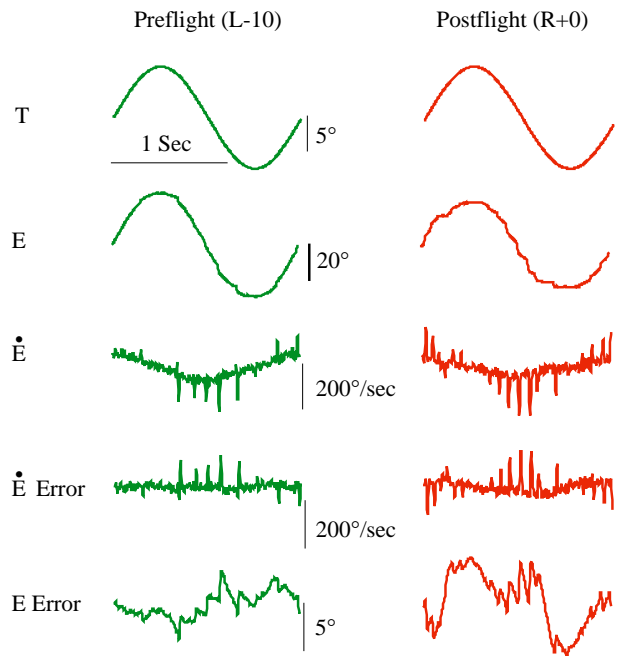 Preflight (L-10) Postflight (R+0)
T
5°
1 Sec
E
20°
Ė
200°/sec
Ė Error
200°/sec
E Error
5°